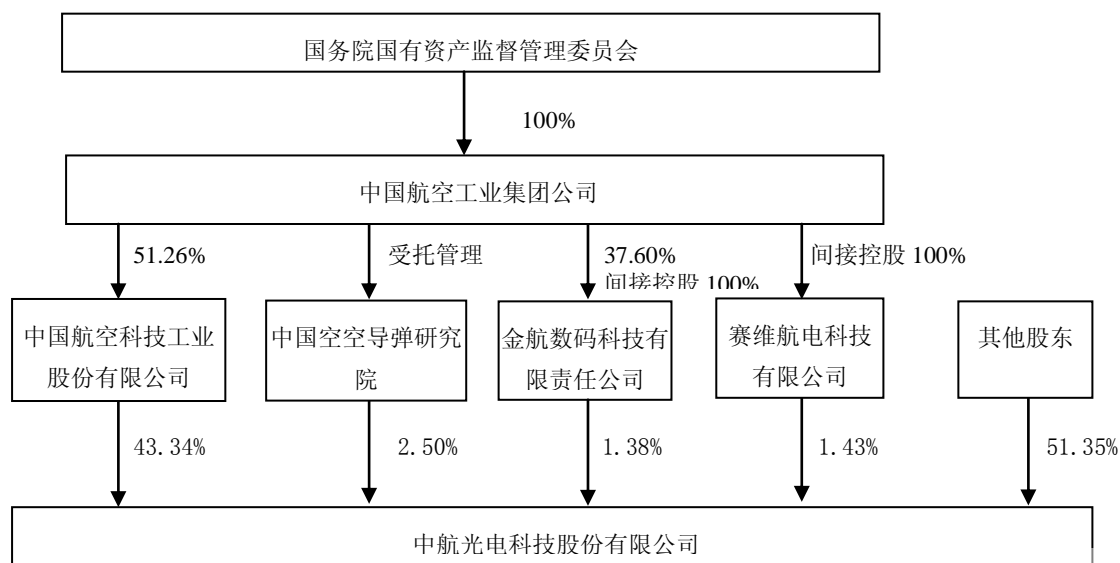 国务院国有资产监督管理委员会
100%
中国航空工业集团公司
51.26%
受托管理
37.60%
间接控股 100%
间接控股 100%
中国航空科技工业
股份有限公司
中国空空导弹研究
院
金航数码科技有
限责任公司
赛维航电科技
有限公司
其他股东
43.34%
2.50%
1.38%
1.43%
51.35%
中航光电科技股份有限公司